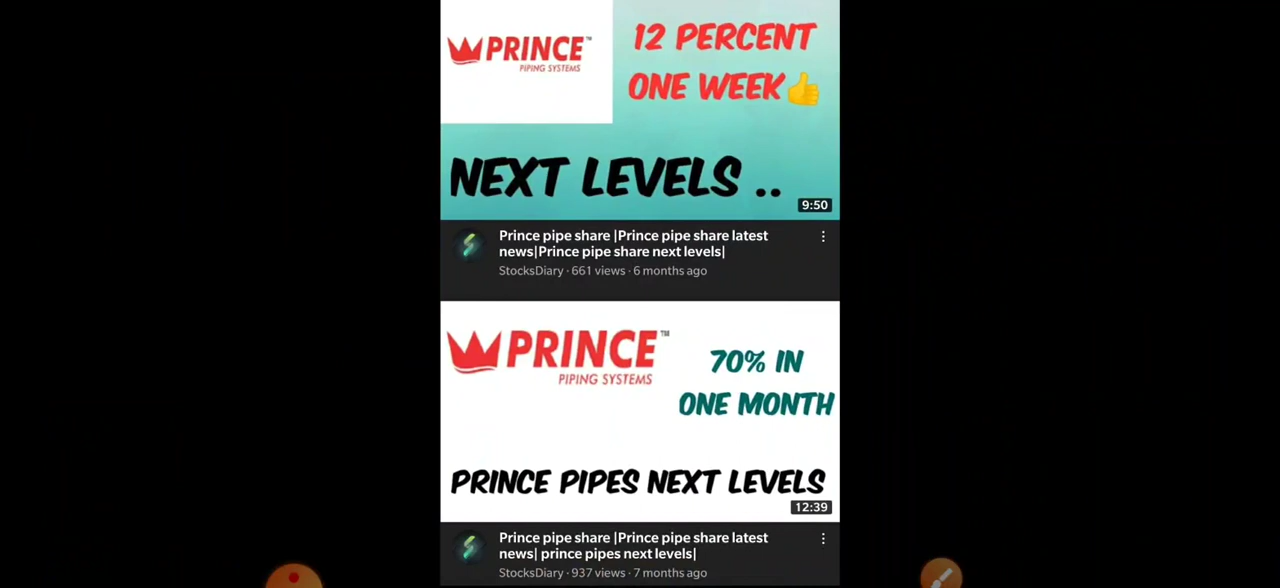 PRINCE™
PIPING SYSTEMS
12 PERCENT
ONE WEEK👍
NEXT LEVELS ..
9:50
Prince pipe share |Prince pipe share latest
news|Prince pipe share next levels|
StocksDiary · 661 views · 6 months ago
PRINCE™
PIPING SYSTEMS
70% IN
ONE MONTH
PRINCE PIPES NEXT LEVELS
12:39
Prince pipe share |Prince pipe share latest
news| prince pipes next levels|
StocksDiary · 937 views · 7 months ago